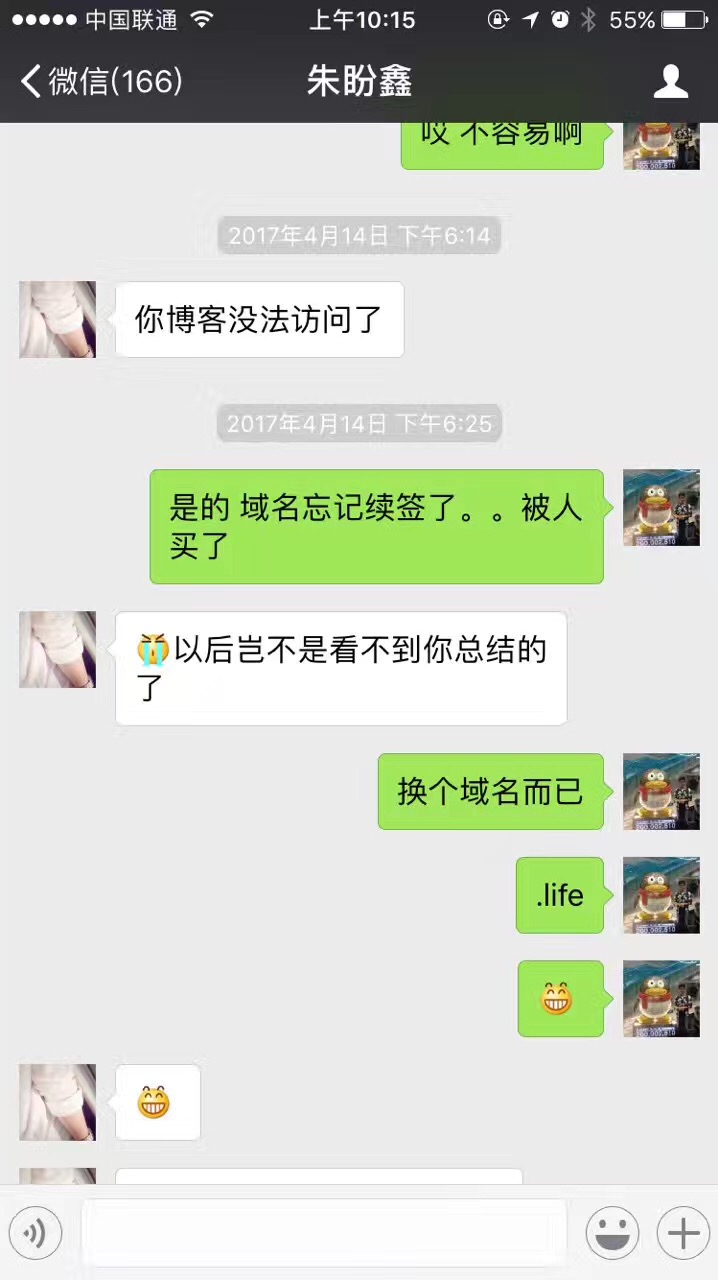 中国联通 上午10:15 55%
微信(166) 朱盼鑫
哎 不容易啊
2017年4月14日 下午6:14
你博客没法访问了
2017年4月14日 下午6:25
是的 域名忘记续签了。。被人
买了
😭以后岂不是看不到你总结的
了
换个域名而已
.life
😁
😁